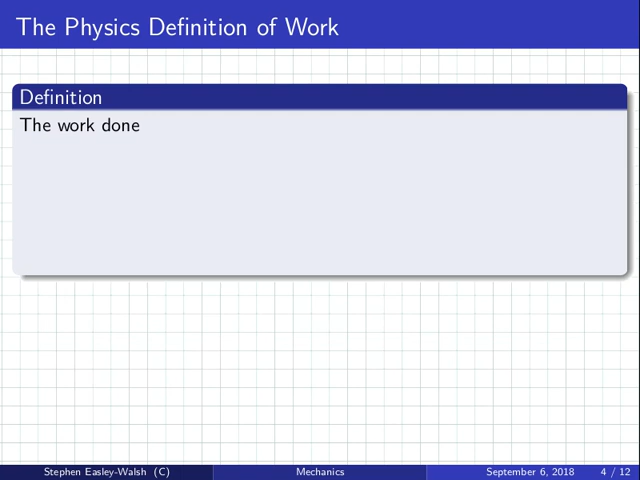 The Physics Definition of Work
Definition
The work done
Stephen Easley-Walsh (C) Mechanics September 6, 2018 4 / 12